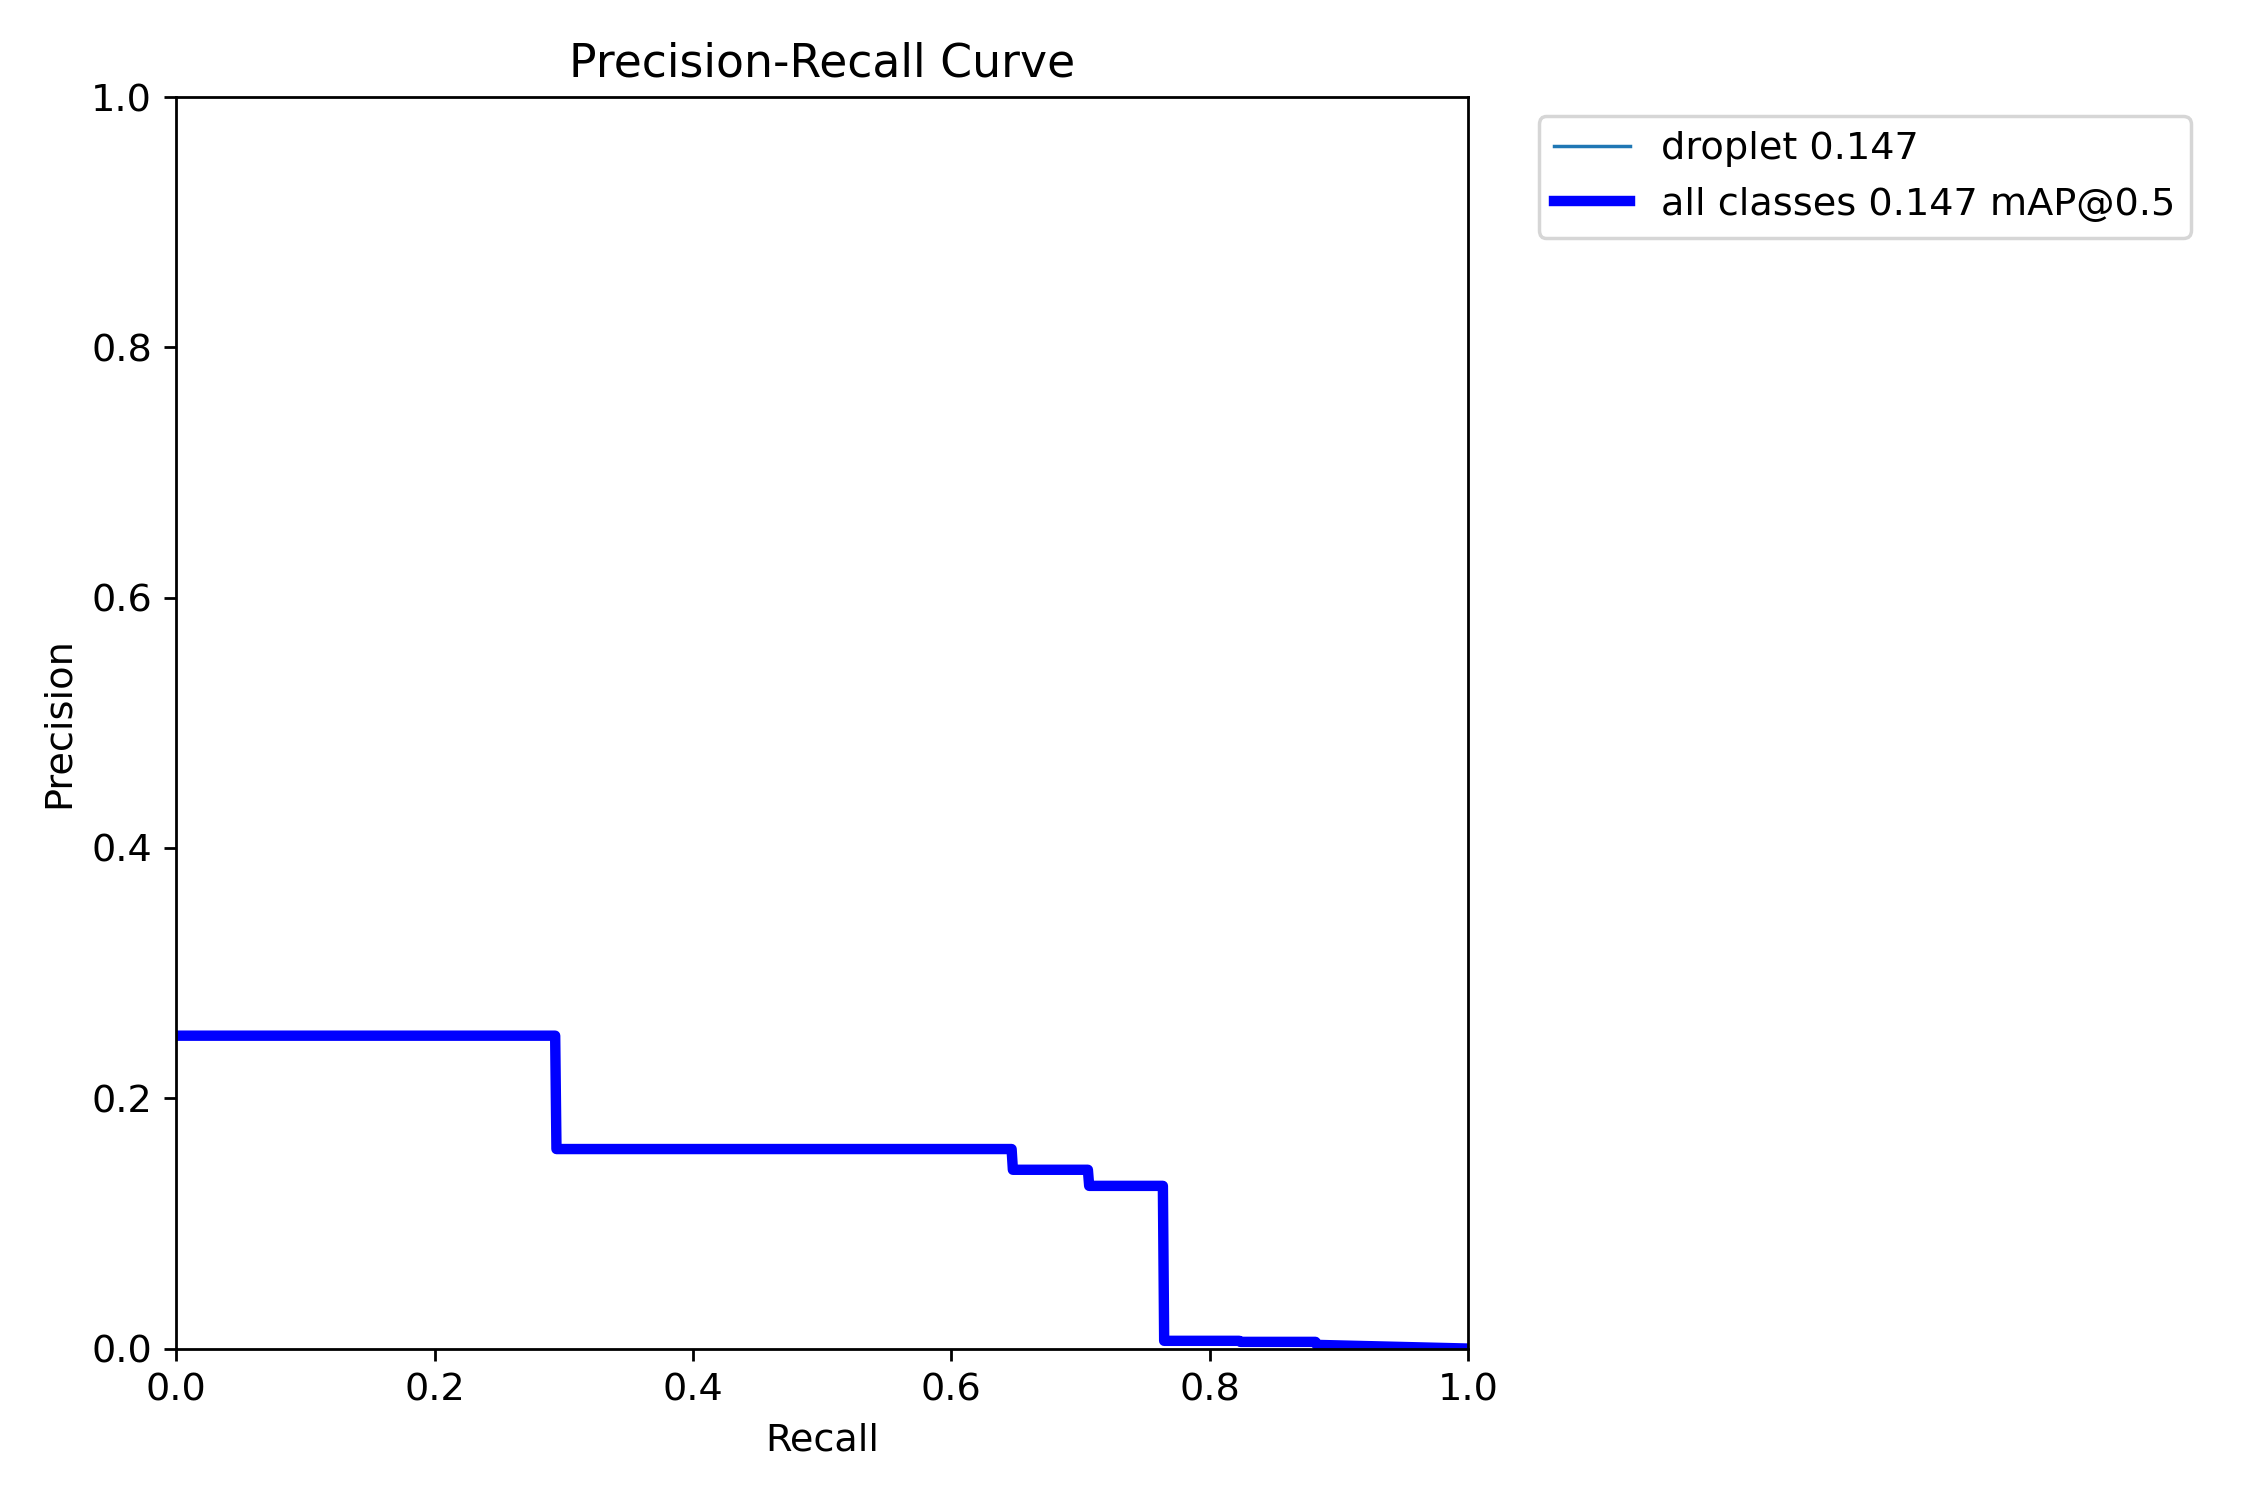 Precision-Recall Curve
1.0
0.8
0.6
0.4
0.2
0.0
Precision
0.0 0.2 0.4 0.6 0.8 1.0
Recall
droplet 0.147
all classes 0.147 mAP@0.5